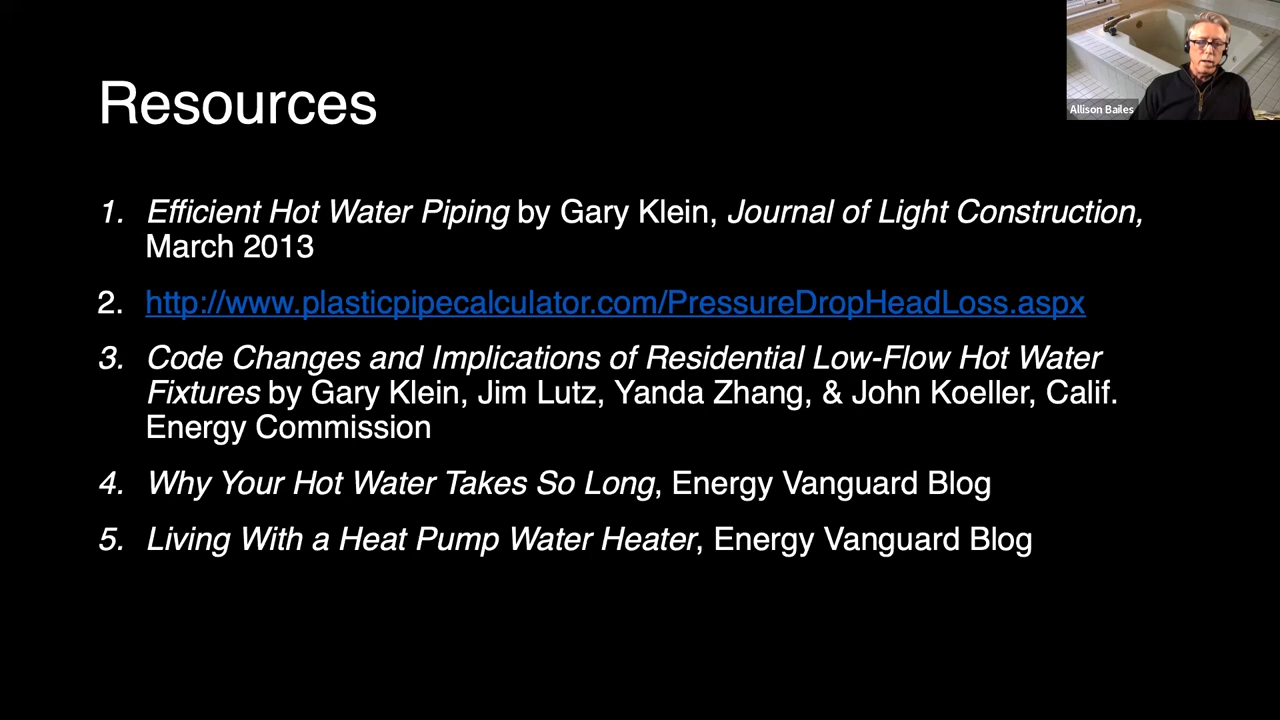 Resources
Allison Bailes
1. Efficient Hot Water Piping by Gary Klein, Journal of Light Construction,
March 2013
2. http://www.plasticpipecalculator.com/PressureDropHeadLoss.aspx
3. Code Changes and Implications of Residential Low-Flow Hot Water
Fixtures by Gary Klein, Jim Lutz, Yanda Zhang, & John Koeller, Calif.
Energy Commission
4. Why Your Hot Water Takes So Long, Energy Vanguard Blog
5. Living With a Heat Pump Water Heater, Energy Vanguard Blog